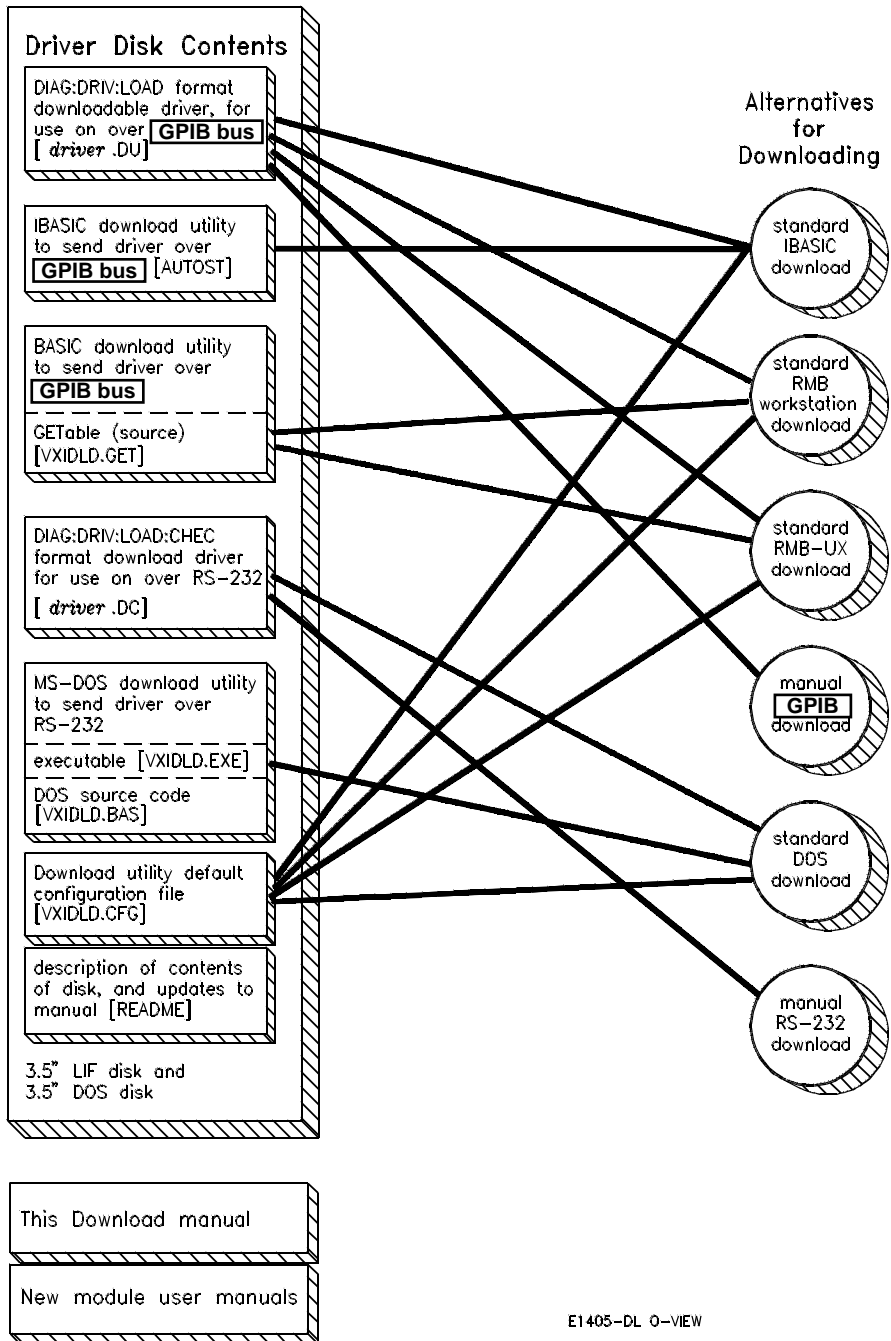 Driver Disk Contents
DIAG:DRIV:LOAD format
downloadable driver, for
use on over GPIB bus
[ driver .DU]
IBASIC download utility
to send driver over
GPIB bus [AUTOST]
BASIC download utility
to send driver over
GPIB bus
GETable (source)
[VXIDLD.GET]
DIAG:DRIV:LOAD:CHEC
format download driver
for use on over RS-232
[ driver .DC]
MS-DOS download utility
to send driver over
RS-232
executable [VXIDLD.EXE]
DOS source code
[VXIDLD.BAS]
Download utility default
configuration file
[VXIDLD.CFG]
description of contents
of disk, and updates to
manual [README]
3.5" LIF disk and
3.5" DOS disk
This Download manual
New module user manuals
Alternatives
for
Downloading
standard
IBASIC
download
standard
RMB
workstation
download
standard
RMB-UX
download
manual
GPIB
download
standard
DOS
download
manual
RS-232
download
E1405-DL O-VIEW